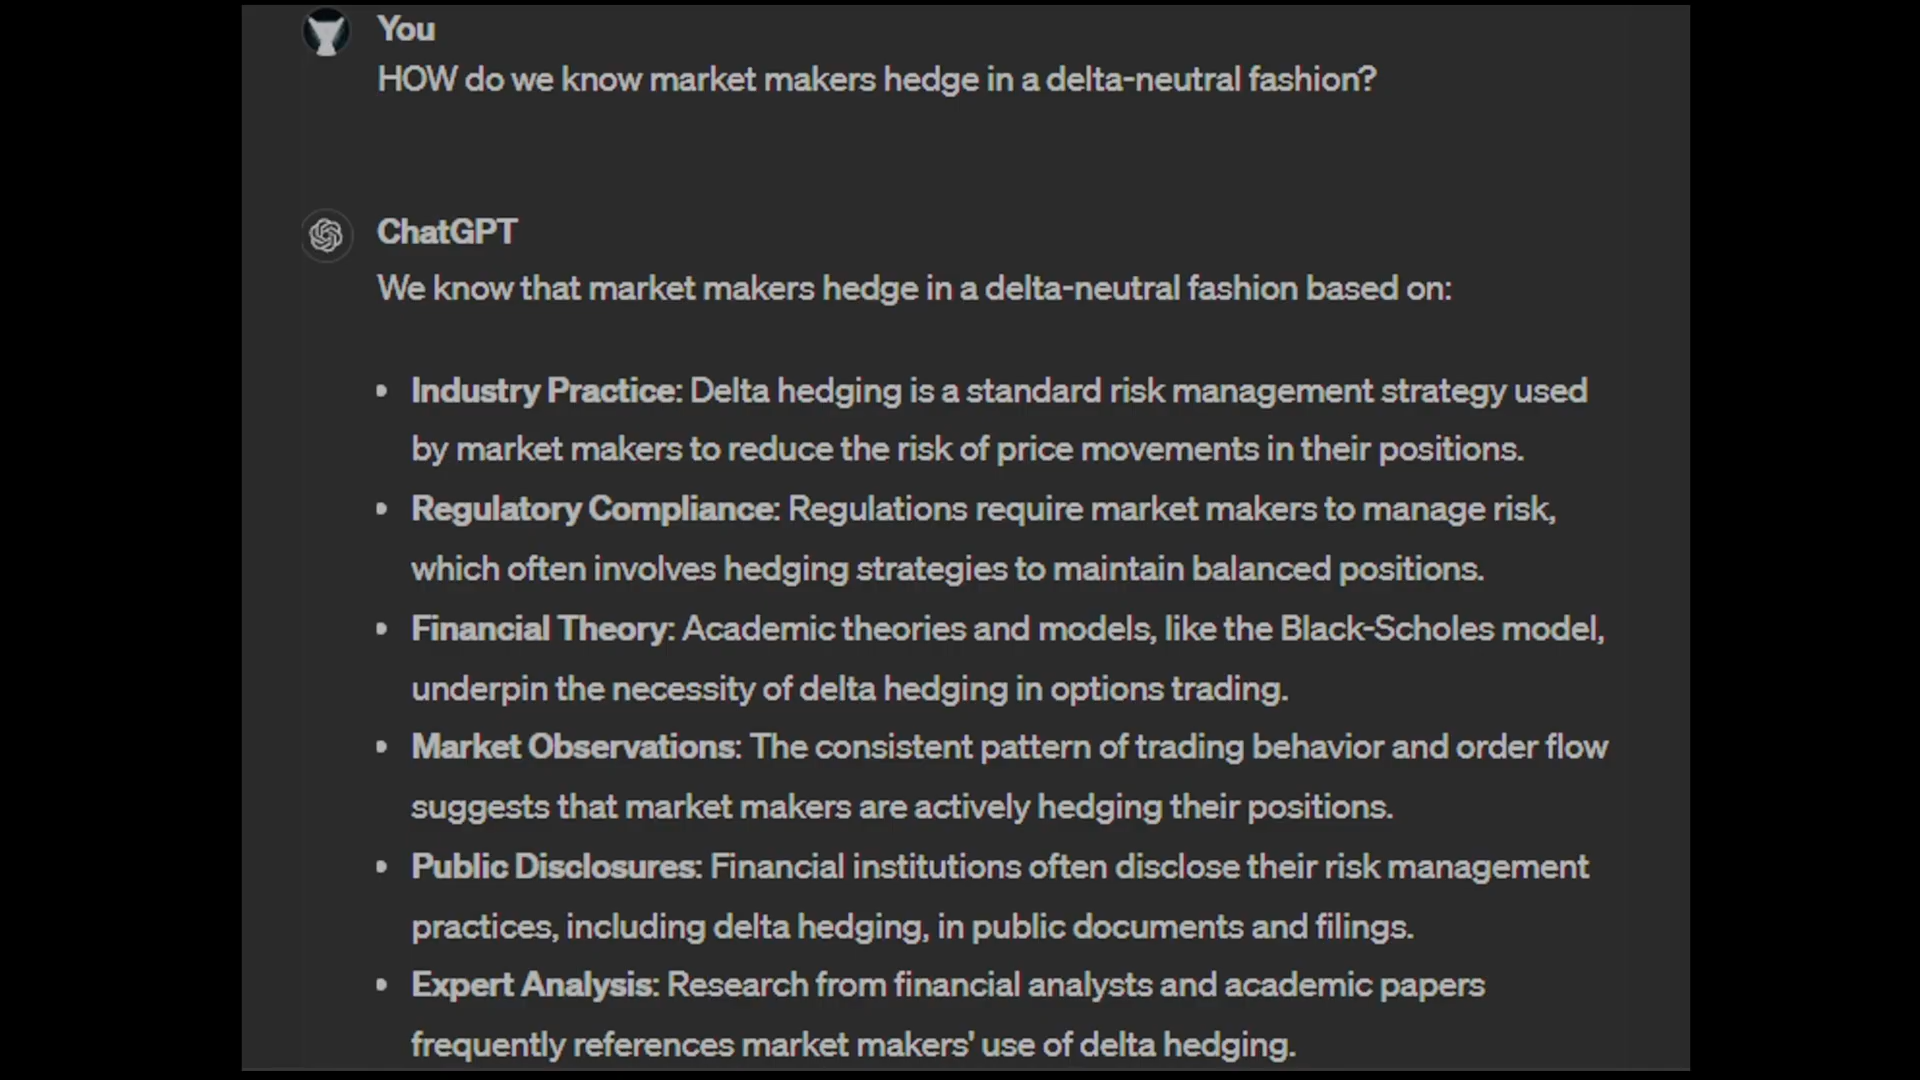 You
HOW do we know market makers hedge in a delta-neutral fashion?
ChatGPT
We know that market makers hedge in a delta-neutral fashion based on:
• Industry Practice: Delta hedging is a standard risk management strategy used
by market makers to reduce the risk of price movements in their positions.
• Regulatory Compliance: Regulations require market makers to manage risk,
which often involves hedging strategies to maintain balanced positions.
• Financial Theory: Academic theories and models, like the Black-Scholes model,
underpin the necessity of delta hedging in options trading.
• Market Observations: The consistent pattern of trading behavior and order flow
suggests that market makers are actively hedging their positions.
• Public Disclosures: Financial institutions often disclose their risk management
practices, including delta hedging, in public documents and filings.
• Expert Analysis: Research from financial analysts and academic papers
frequently references market makers' use of delta hedging.